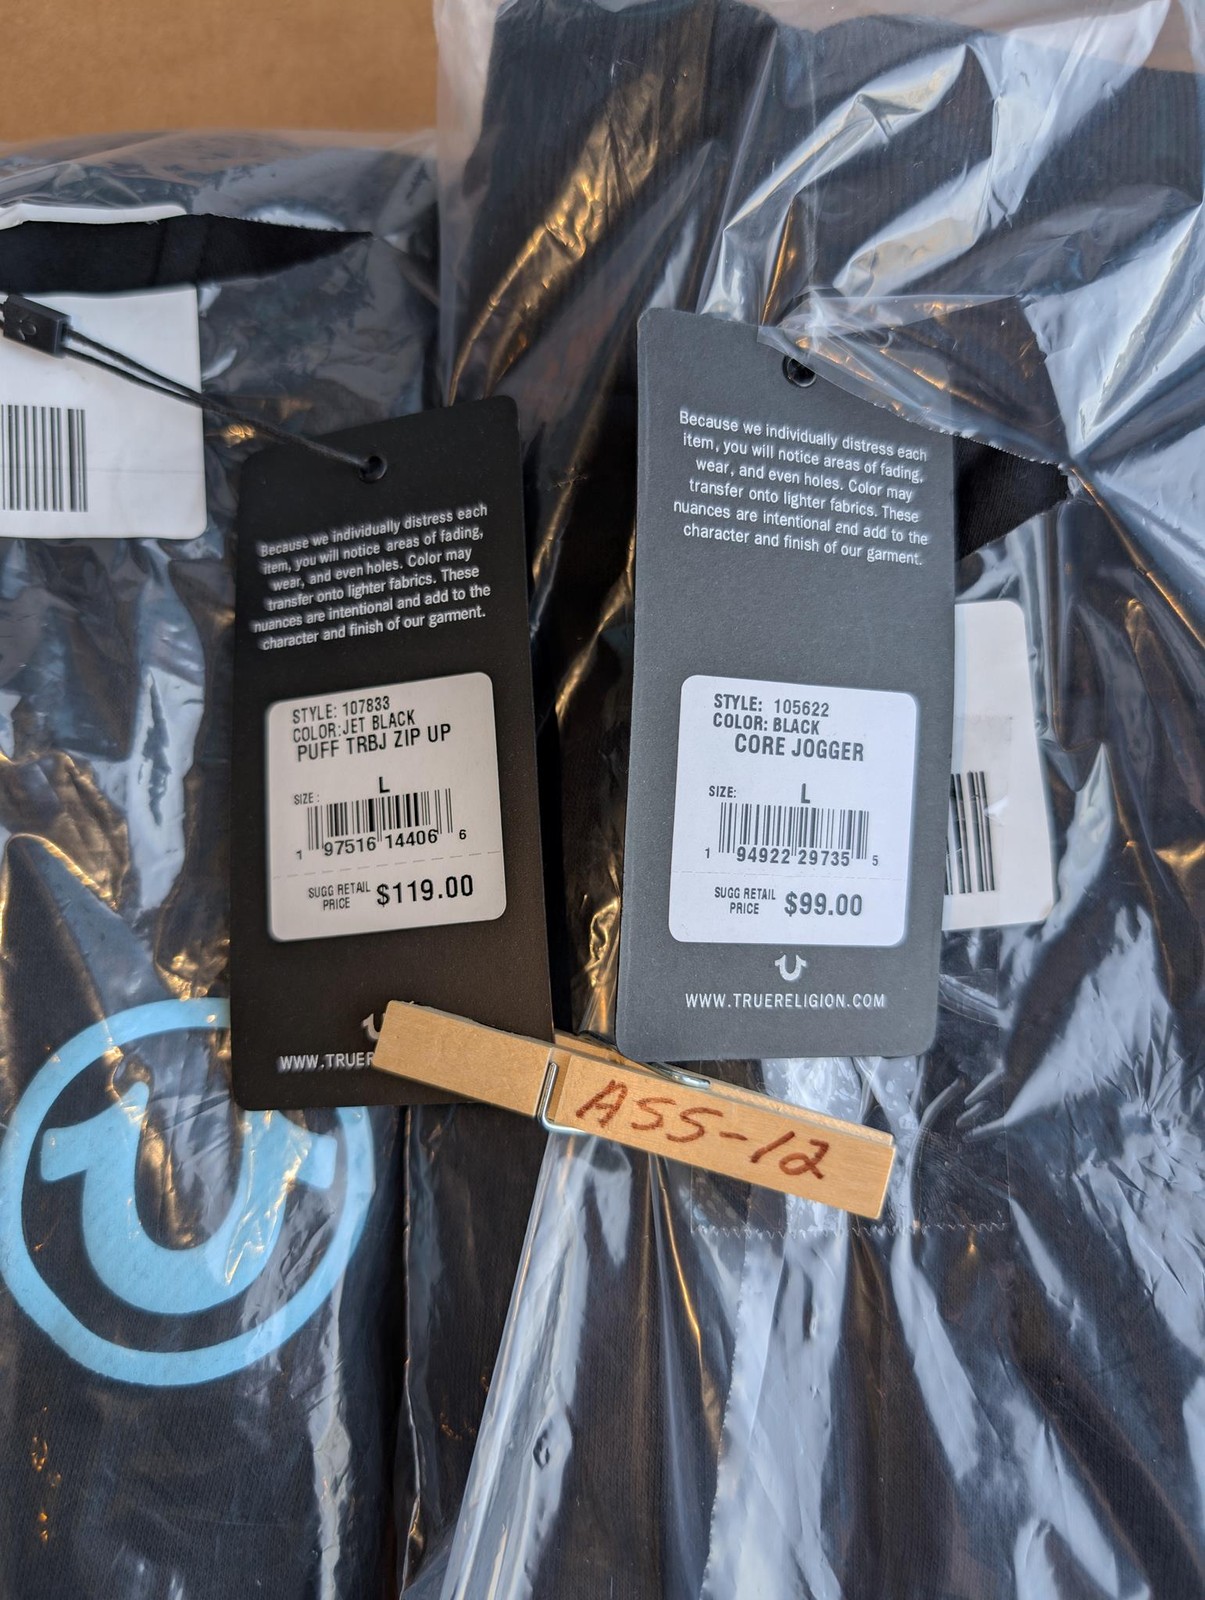 Because we individually distress each
item, you will notice areas of fading,
wear, and even holes. Color may
transfer onto lighter fabrics. These
nuances are intentional and add to the
character and finish of our garment.
STYLE: 107833
COLOR: JET BLACK
PUFF TRBJ ZIP UP
SIZE: L
1 97516 14406 6
SUGG RETAIL
PRICE $119.00
WWW.TRUER
Because we individually distress each
item, you will notice areas of fading,
wear, and even holes. Color may
transfer onto lighter fabrics. These
nuances are intentional and add to the
character and finish of our garment.
STYLE: 105622
COLOR: BLACK
CORE JOGGER
SIZE: L
1 94922 29735 5
SUGG RETAIL
PRICE $99.00
WWW.TRUERELIGION.COM
ASS-12